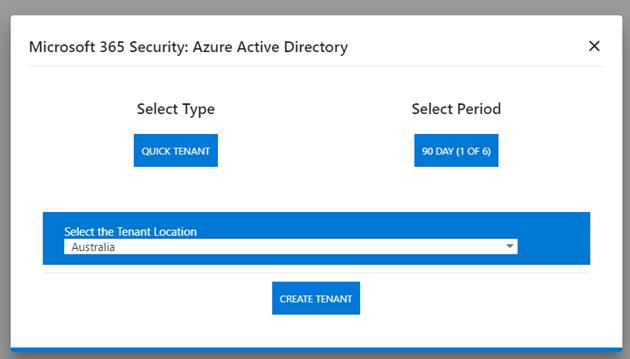 Microsoft 365 Security: Azure Active Directory
Select Type
Select Period
QUICK TENANT
90 DAY (1 OF 6)
Select the Tenant Location
Australia
CREATE TENANT